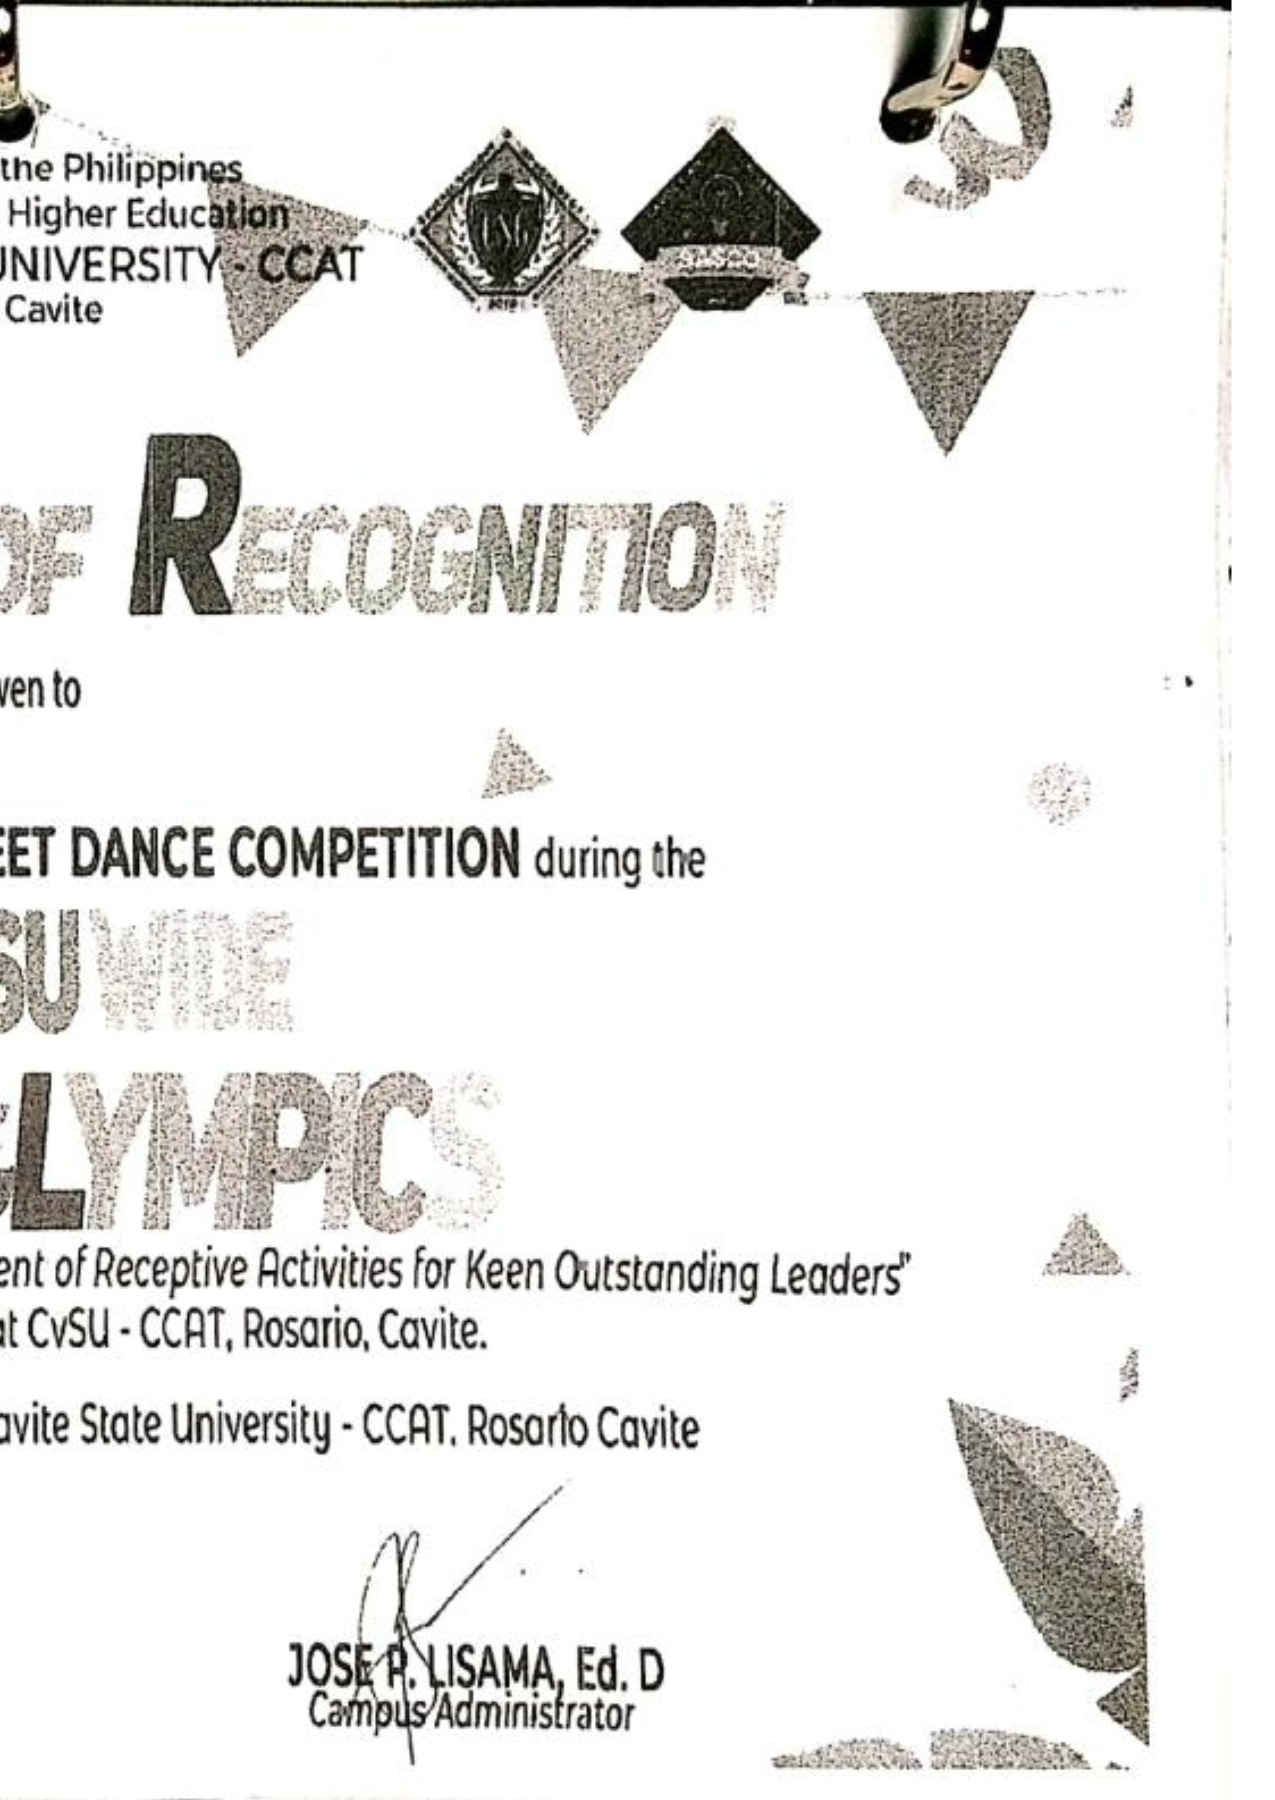 the Philippines
Higher Education
UNIVERSITY - CCAT
Cavite
OF RECOGNITION
ven to
EET DANCE COMPETITION during the
SU WIDE
LYMPICS
ent of Receptive Activities for Keen Outstanding Leaders"
at CvSU - CCAT, Rosario, Cavite.
avite State University - CCAT, Rosario Cavite
JOSE P. LISAMA, Ed. D
Campus Administrator